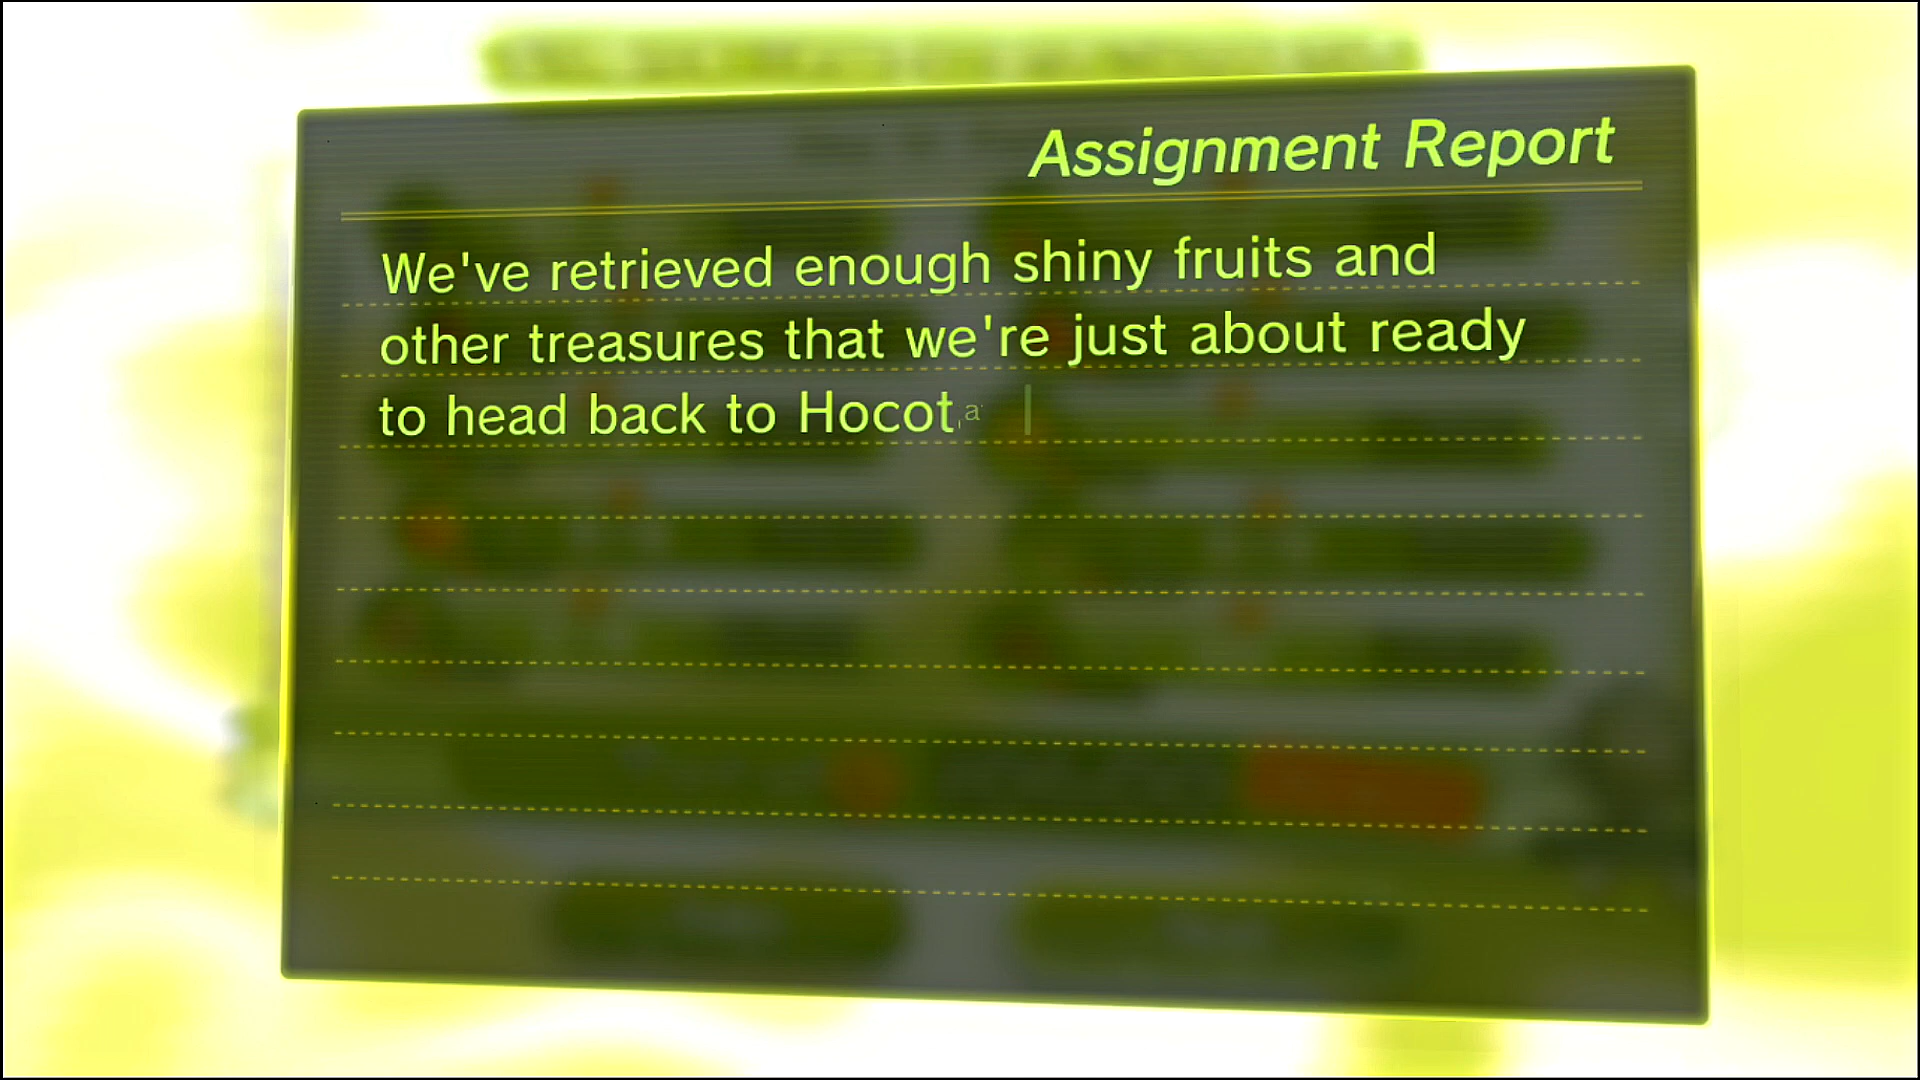 Assignment Report
We've retrieved enough shiny fruits and
other treasures that we're just about ready
to head back to Hocota